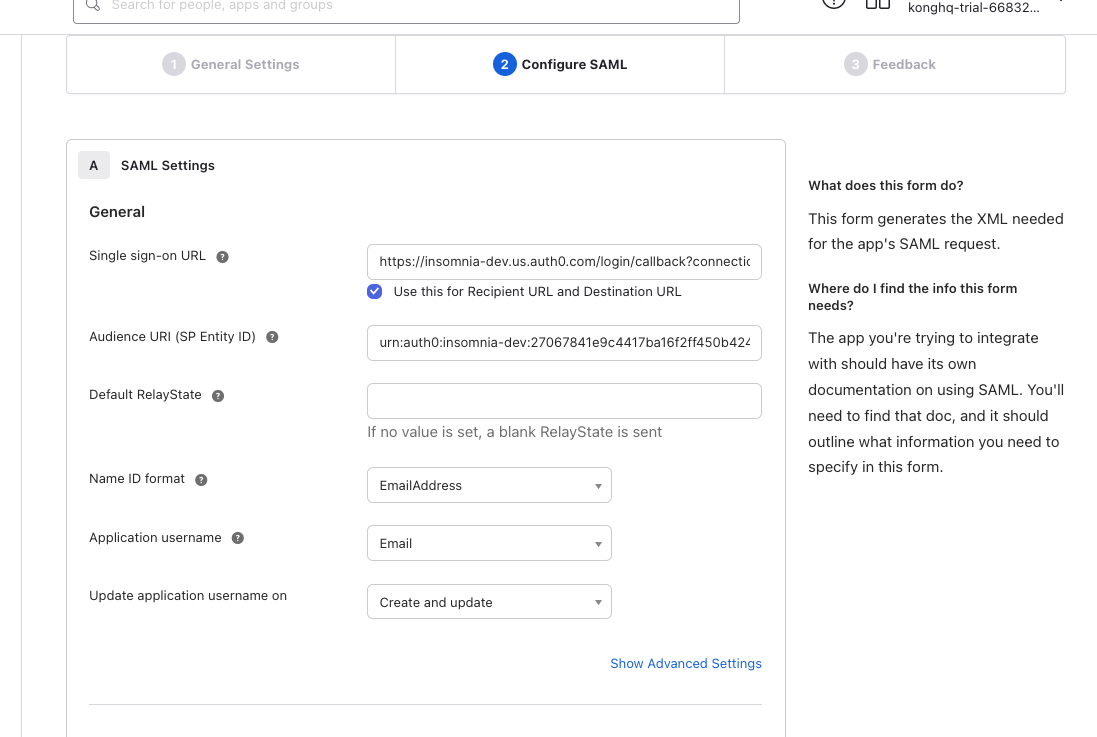 Search for people, apps and groups
konghq-trial-66832...
1 General Settings
2 Configure SAML
3 Feedback
A SAML Settings
General
Single sign-on URL ?
https://insomnia-dev.us.auth0.com/login/callback?connectic
Use this for Recipient URL and Destination URL
Audience URI (SP Entity ID) ?
urn:auth0:insomnia-dev:27067841e9c4417ba16f2ff450b424
Default RelayState ?
If no value is set, a blank RelayState is sent
Name ID format ?
EmailAddress
Application username ?
Email
Update application username on
Create and update
Show Advanced Settings
What does this form do?
This form generates the XML needed
for the app's SAML request.
Where do I find the info this form
needs?
The app you're trying to integrate
with should have its own
documentation on using SAML. You'll
need to find that doc, and it should
outline what information you need to
specify in this form.